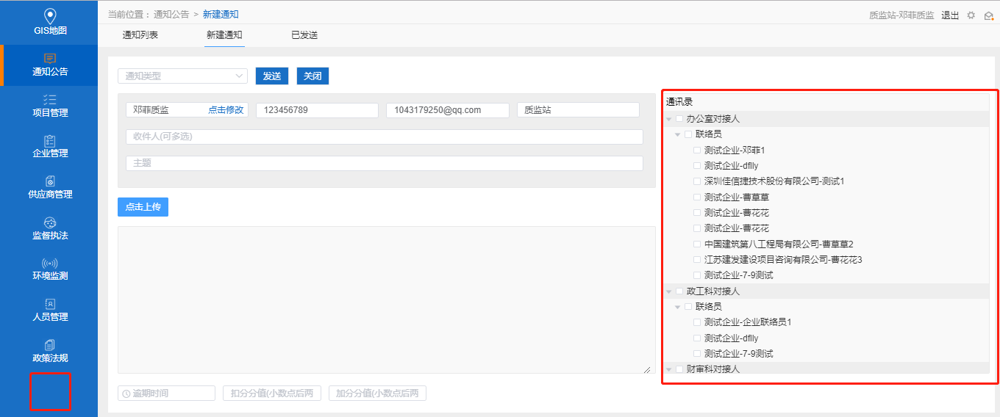 GIS地图
通知公告
项目管理
企业管理
供应商管理
监督执法
环境监测
人员管理
政策法规
当前位置： 通知公告 > 新建通知
质监站-邓菲质监 退出
通知列表 新建通知 已发送
通知类型 发送 关闭
邓菲质监 点击修改 123456789 1043179250@qq.com 质监站
收件人(可多选)
主题
点击上传
逾期时间 扣分分值(小数点后两 加分分值(小数点后两
通讯录
办公室对接人
联络员
测试企业-邓菲1
测试企业-dflly
深圳佳信捷技术股份有限公司-测试1
测试企业-曹草草
测试企业-曹花花
测试企业-曹花花
中国建筑第八工程局有限公司-曹草草2
江苏建发建设项目咨询有限公司-曹花花3
测试企业-7-9测试
政工科对接人
联络员
测试企业-企业联络员1
测试企业-dflly
测试企业-7-9测试
财审科对接人